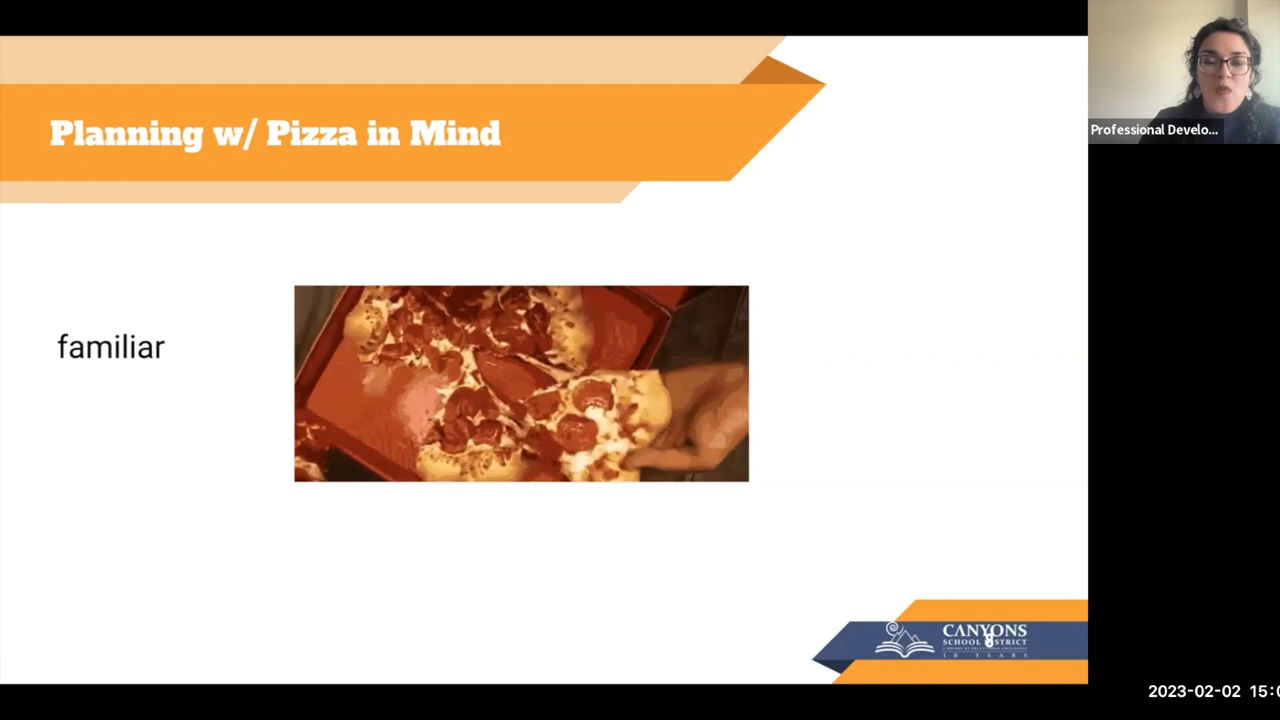 Planning w/ Pizza in Mind
Professional Develo...
familiar
CANYONS
SCHOOL DISTRICT
10 YEARS
2023-02-02 15:0